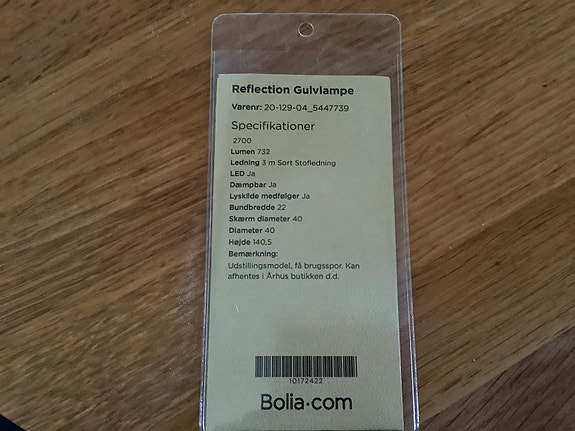 Reflection Gulvlampe
Varenr: 20-129-04_5447739
Specifikationer
2700
Lumen 732
Ledning 3 m Sort Stofledning
LED Ja
Dæmpbar Ja
Lyskilde medfølger Ja
Bundbredde 22
Skærm diameter 40
Diameter 40
Højde 140,5
Bemærkning:
Udstillingsmodel, få brugsspor. Kan
afhentes i Århus butikken d.d.
10172422
Bolia.com